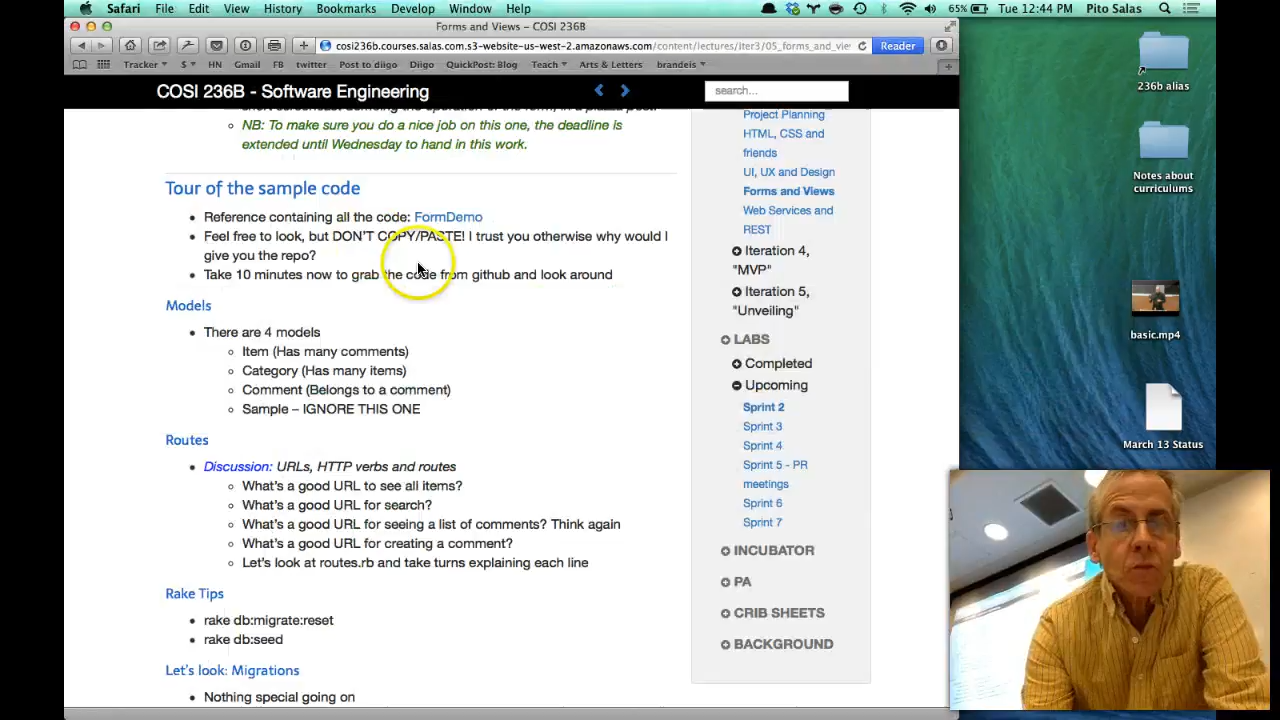 Safari File Edit View History Bookmarks Develop Window Help 65% Tue 12:44 PM Pito Salas
Forms and Views – COSI 236B
cosi236b.courses.salas.com.s3-website-us-west-2.amazonaws.com/content/lectures/iter3/05_forms_and_view Reader
Tracker $ HN Gmail FB twitter Post to diigo Diigo QuickPost: Blog Teach Arts & Letters brandeis
COSI 236B - Software Engineering
search...
NB: To make sure you do a nice job on this one, the deadline is
extended until Wednesday to hand in this work.
Tour of the sample code
Reference containing all the code: FormDemo
Feel free to look, but DON'T COPY/PASTE! I trust you otherwise why would I
give you the repo?
Take 10 minutes now to grab the code from github and look around
Models
There are 4 models
Item (Has many comments)
Category (Has many items)
Comment (Belongs to a comment)
Sample – IGNORE THIS ONE
Routes
Discussion: URLs, HTTP verbs and routes
What's a good URL to see all items?
What's a good URL for search?
What's a good URL for seeing a list of comments? Think again
What's a good URL for creating a comment?
Let's look at routes.rb and take turns explaining each line
Rake Tips
rake db:migrate:reset
rake db:seed
Let's look: Migrations
Nothing special going on
Project Planning
HTML, CSS and
friends
UI, UX and Design
Forms and Views
Web Services and
REST
Iteration 4,
"MVP"
Iteration 5,
"Unveiling"
LABS
Completed
Upcoming
Sprint 2
Sprint 3
Sprint 4
Sprint 5 - PR
meetings
Sprint 6
Sprint 7
INCUBATOR
PA
CRIB SHEETS
BACKGROUND
236b alias
Notes about
curriculums
basic.mp4
March 13 Status